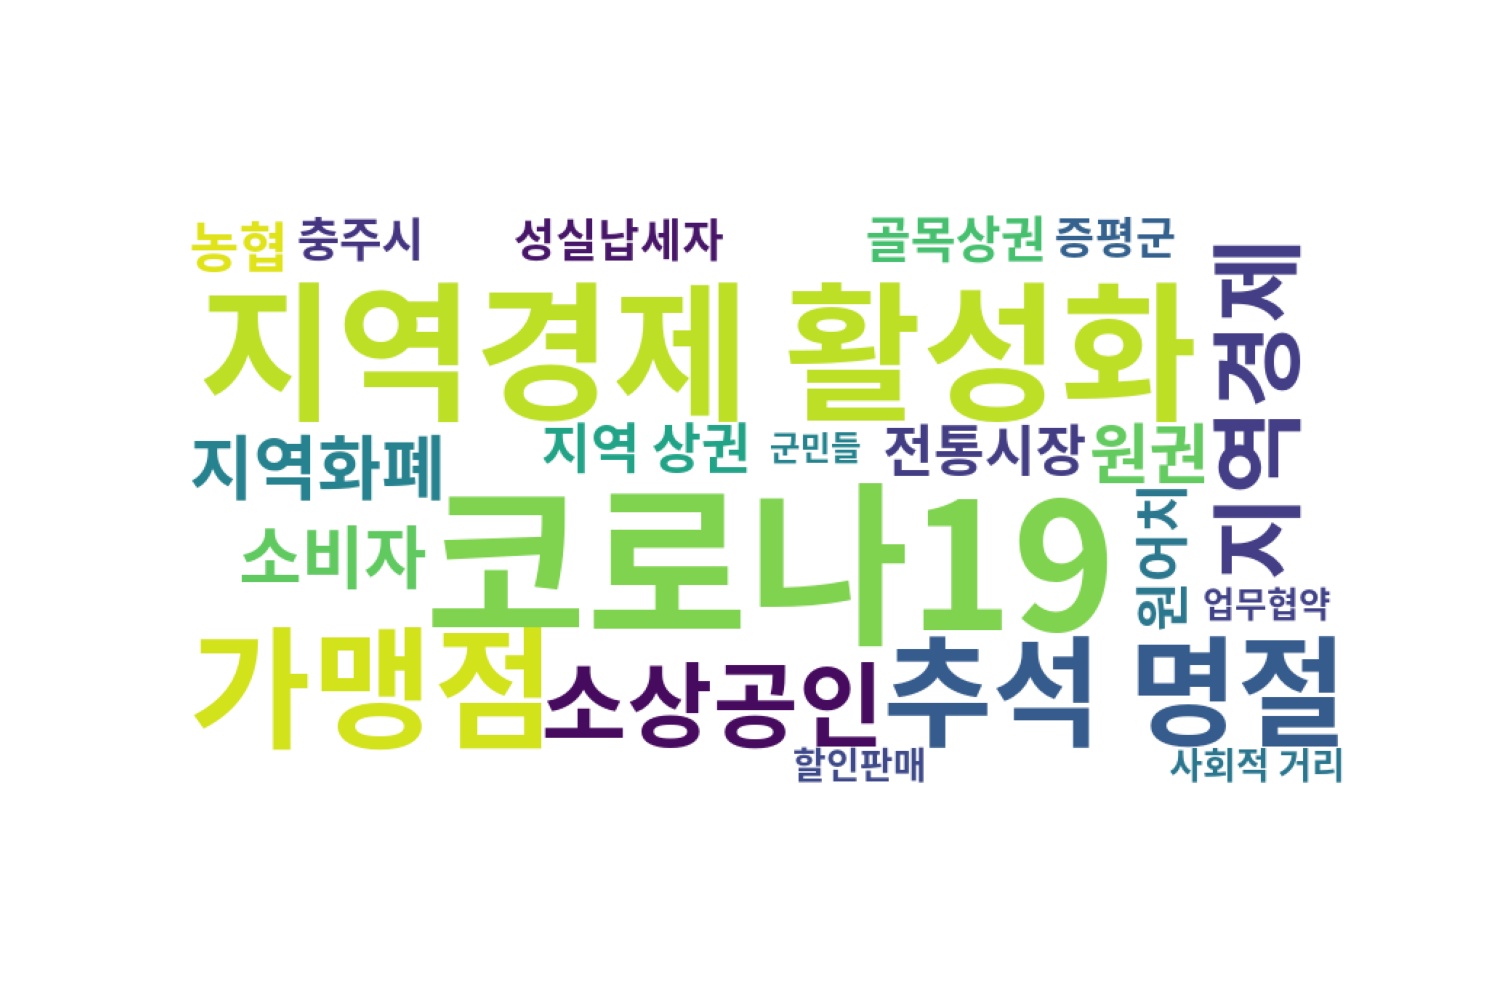 농협 충주시 성실납세자 골목상권 증평군
지역경제 활성화
지역경제
지역화폐 지역 상권 군민들 전통시장 원권
소비자 코로나19 원어치
업무협약
가맹점 소상공인 추석 명절
할인판매 사회적 거리